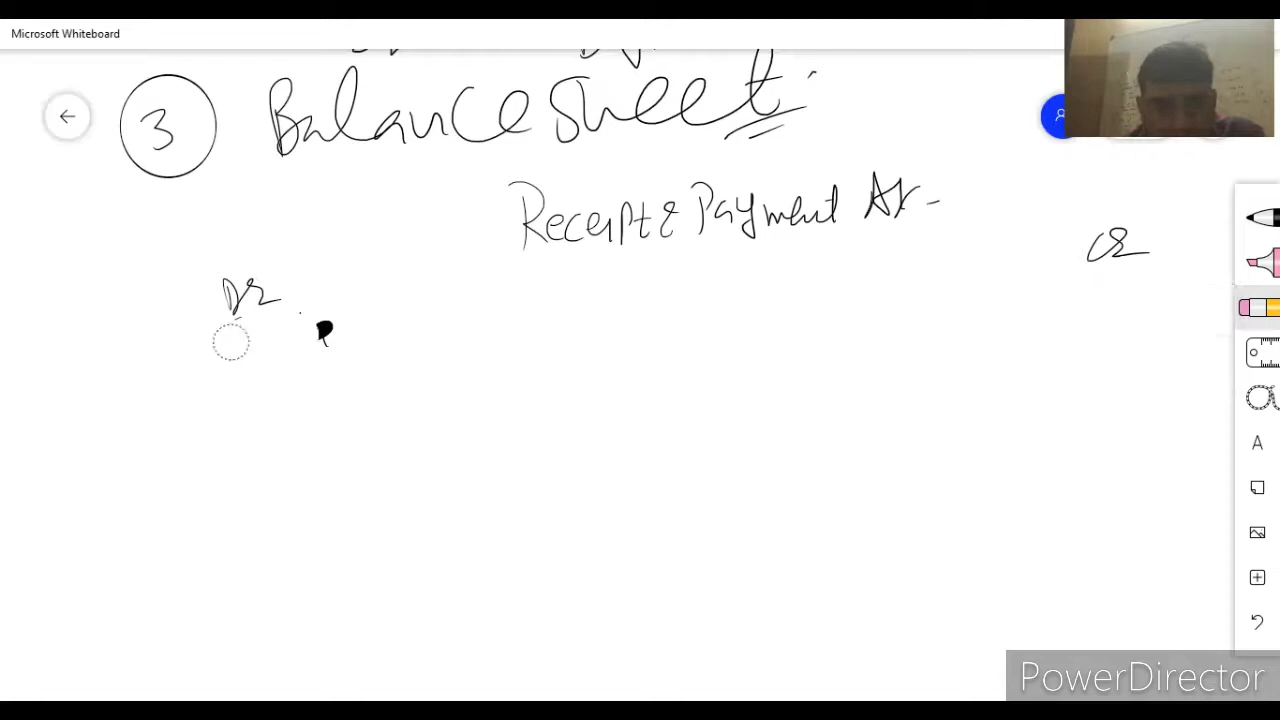 Microsoft Whiteboard
3 Balance Sheet
Receipt & Payment A/c
Cr
Dr
A
PowerDirector